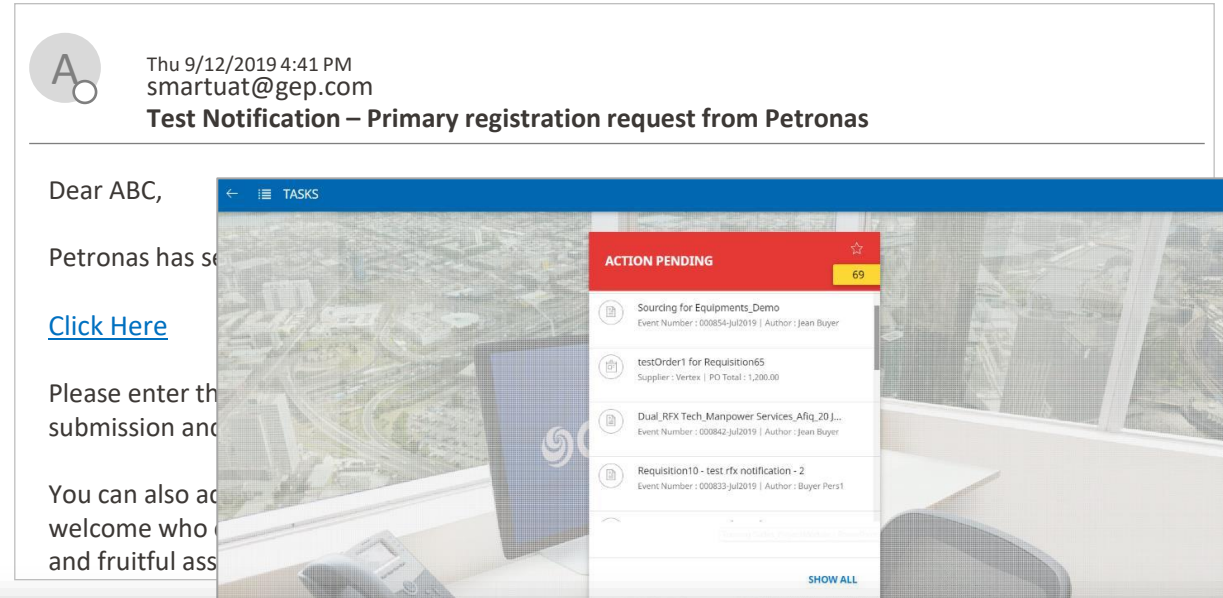 A
Thu 9/12/2019 4:41 PM
smartuat@gep.com
Test Notification – Primary registration request from Petronas
Dear ABC,
Petronas has se
Click Here
Please enter th
submission and
You can also ad
welcome who
and fruitful ass
TASKS
ACTION PENDING
69
Sourcing for Equipments_Demo
Event Number : 000854-Jul2019 | Author : Jean Buyer
testOrder1 for Requisition65
Supplier : Vertex | PO Total : 1,200.00
Dual_RFX Tech_Manpower Services_Afiq_20 J...
Event Number : 000842-Jul2019 | Author : Jean Buyer
Requisition10 - test rfx notification - 2
Event Number : 000833-Jul2019 | Author : Buyer Pers1
SHOW ALL